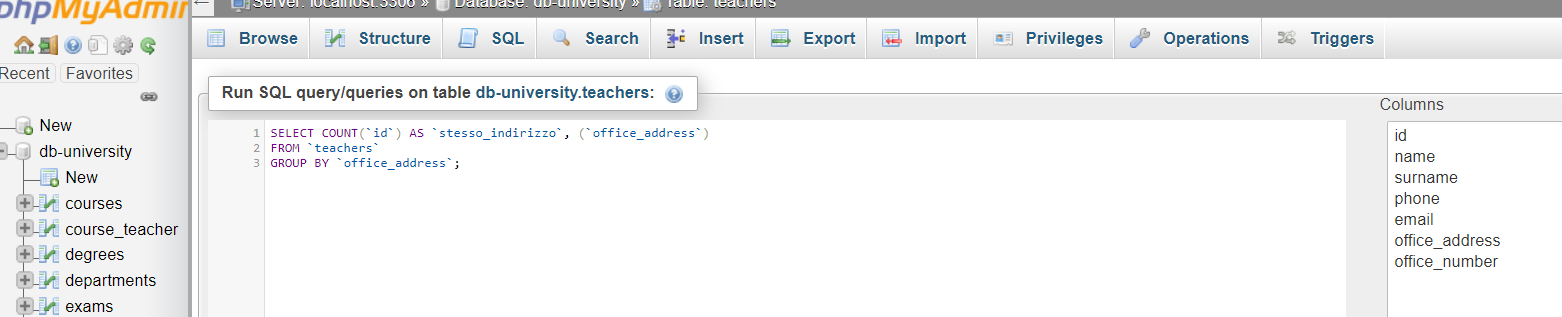 phpMyAdmin
Server: localhost:3306 » Database: db-university » Table: teachers
Browse Structure SQL Search Insert Export Import Privileges Operations Triggers
Recent Favorites
Run SQL query/queries on table db-university.teachers:
Columns
New
db-university
New
courses
course_teacher
degrees
departments
exams
1 SELECT COUNT(`id`) AS `stesso_indirizzo`, (`office_address`)
2 FROM `teachers`
3 GROUP BY `office_address`;
id
name
surname
phone
email
office_address
office_number